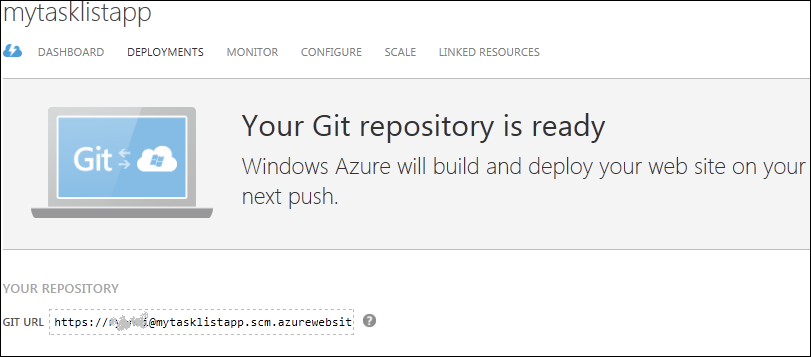 mytasklistapp
DASHBOARD DEPLOYMENTS MONITOR CONFIGURE SCALE LINKED RESOURCES
Git
Your Git repository is ready
Windows Azure will build and deploy your web site on your
next push.
YOUR REPOSITORY
GIT URL https:// @mytasklistapp.scm.azurewebsit ?